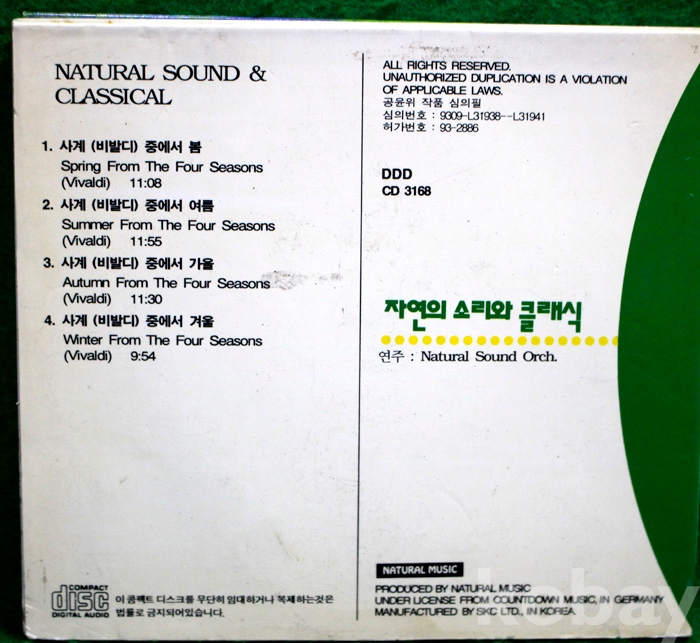 NATURAL SOUND &
CLASSICAL
1. 사계 (비발디) 중에서 봄
Spring From The Four Seasons
(Vivaldi) 11:08
2. 사계 (비발디) 중에서 여름
Summer From The Four Seasons
(Vivaldi) 11:55
3. 사계 (비발디) 중에서 가을
Autumn From The Four Seasons
(Vivaldi) 11:30
4. 사계 (비발디) 중에서 겨울
Winter From The Four Seasons
(Vivaldi) 9:54
COMPACT
disc
DIGITAL AUDIO
이 콤팩트 디스크를 무단히 임대하거나 복제하는것은
법률로 금지되어있습니다.
ALL RIGHTS RESERVED.
UNAUTHORIZED DUPLICATION IS A VIOLATION
OF APPLICABLE LAWS.
공윤위 작품 심의필
심의번호 : 9309-L31938--L31941
허가번호 : 93-2886
DDD
CD 3168
자연의 소리와 클래식
연주 : Natural Sound Orch.
NATURAL MUSIC
PRODUCED BY NATURAL MUSIC
UNDER LICENSE FROM COUNTDOWN MUSIC, IN GERMANY
MANUFACTURED BY SKC LTD., IN KOREA.